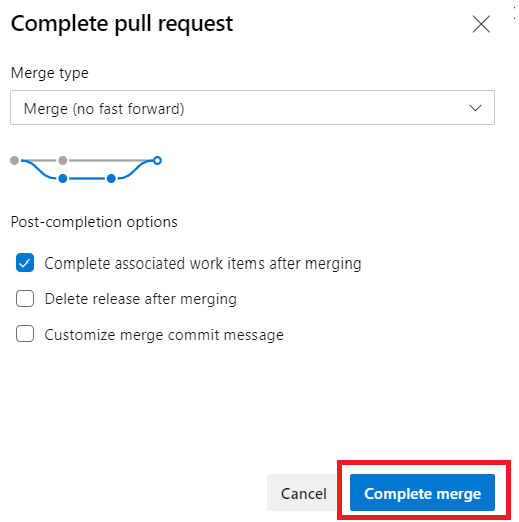 Complete pull request
Merge type
Merge (no fast forward)
Post-completion options
Complete associated work items after merging
Delete release after merging
Customize merge commit message
Cancel
Complete merge